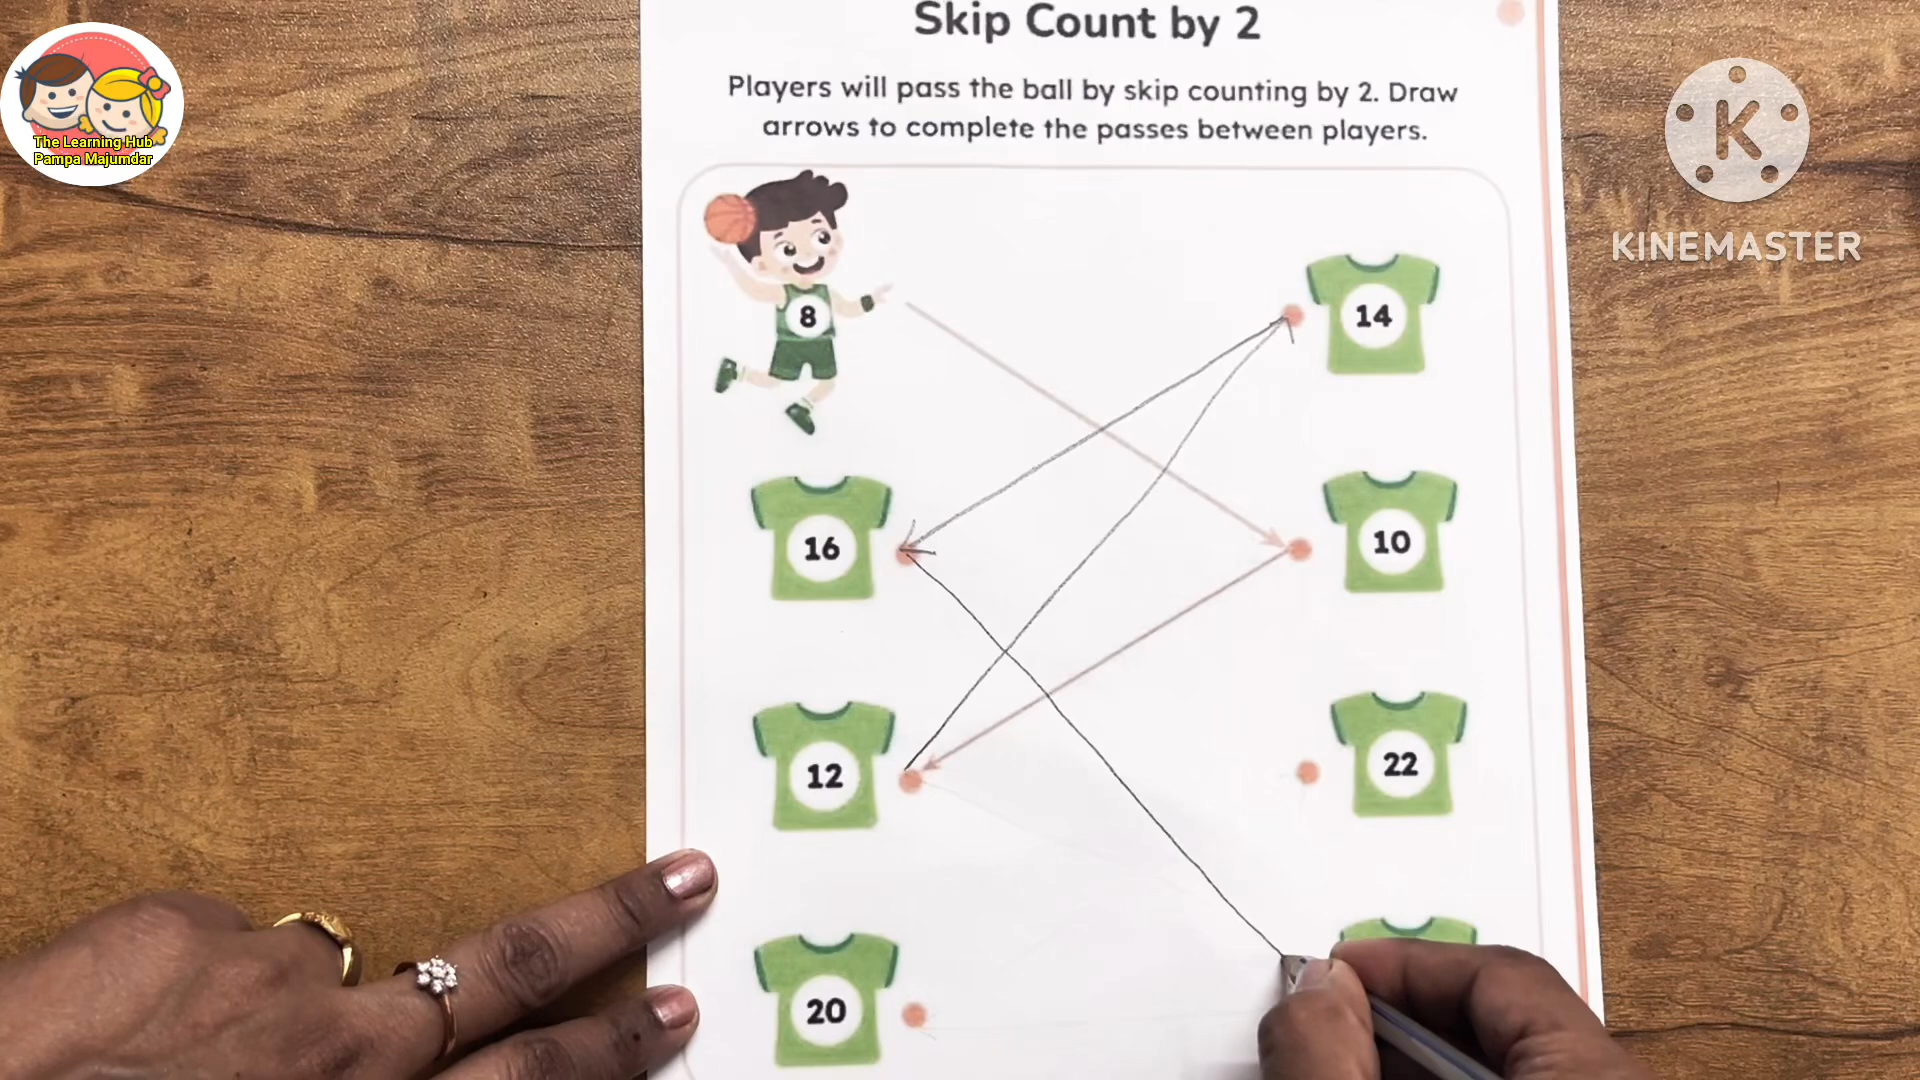 Skip Count by 2
Players will pass the ball by skip counting by 2. Draw
arrows to complete the passes between players.
The Learning Hub
Pampa Majumdar
K
KINEMASTER
8
14
16
10
12
22
20